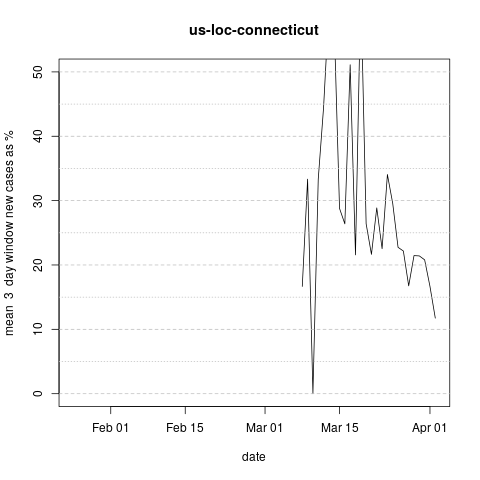 us-loc-connecticut
mean 3 day window new cases as %
50
40
30
20
10
0
Feb 01 Feb 15 Mar 01 Mar 15 Apr 01
date